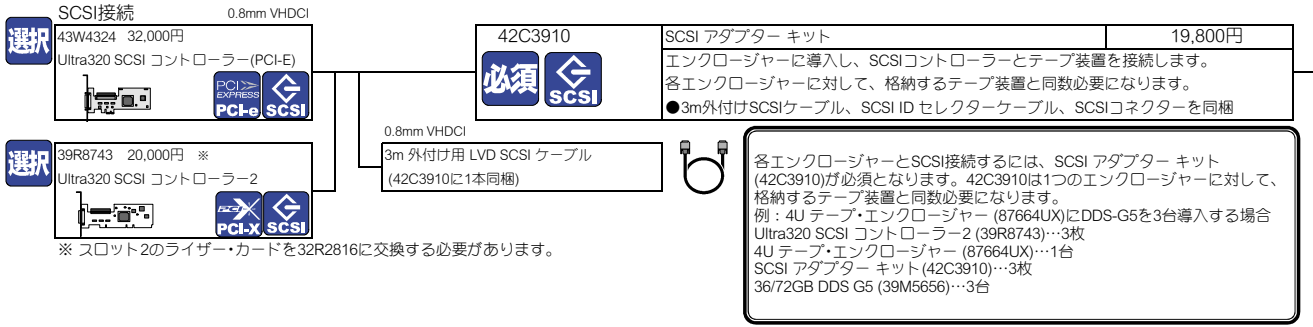 SCSI接続
0.8mm VHDCI
選択
43W4324 32,000円
Ultra320 SCSI コントローラー(PCI-E)
PCI EXPRESS
PCI-e
SCSI
42C3910
SCSI アダプター キット
19,800円
必須
SCSI
エンクロージャーに導入し、SCSIコントローラーとテープ装置を接続します。
各エンクロージャーに対して、格納するテープ装置と同数必要になります。
●3m外付けSCSIケーブル、SCSI ID セレクターケーブル、SCSIコネクターを同梱
0.8mm VHDCI
3m 外付け用 LVD SCSI ケーブル
(42C3910に1本同梱)
選択
39R8743 20,000円 ※
Ultra320 SCSI コントローラー2
PCI-X
PCI-X
SCSI
※ スロット2のライザー・カードを32R2816に交換する必要があります。
各エンクロージャーとSCSI接続するには、SCSI アダプター キット
(42C3910)が必須となります。42C3910は1つのエンクロージャーに対して、
格納するテープ装置と同数必要になります。
例：4U テープ・エンクロージャー (87664UX)にDDS-G5を3台導入する場合
Ultra320 SCSI コントローラー2 (39R8743)…3枚
4U テープ・エンクロージャー (87664UX)…1台
SCSI アダプター キット(42C3910)…3枚
36/72GB DDS G5 (39M5656)…3台